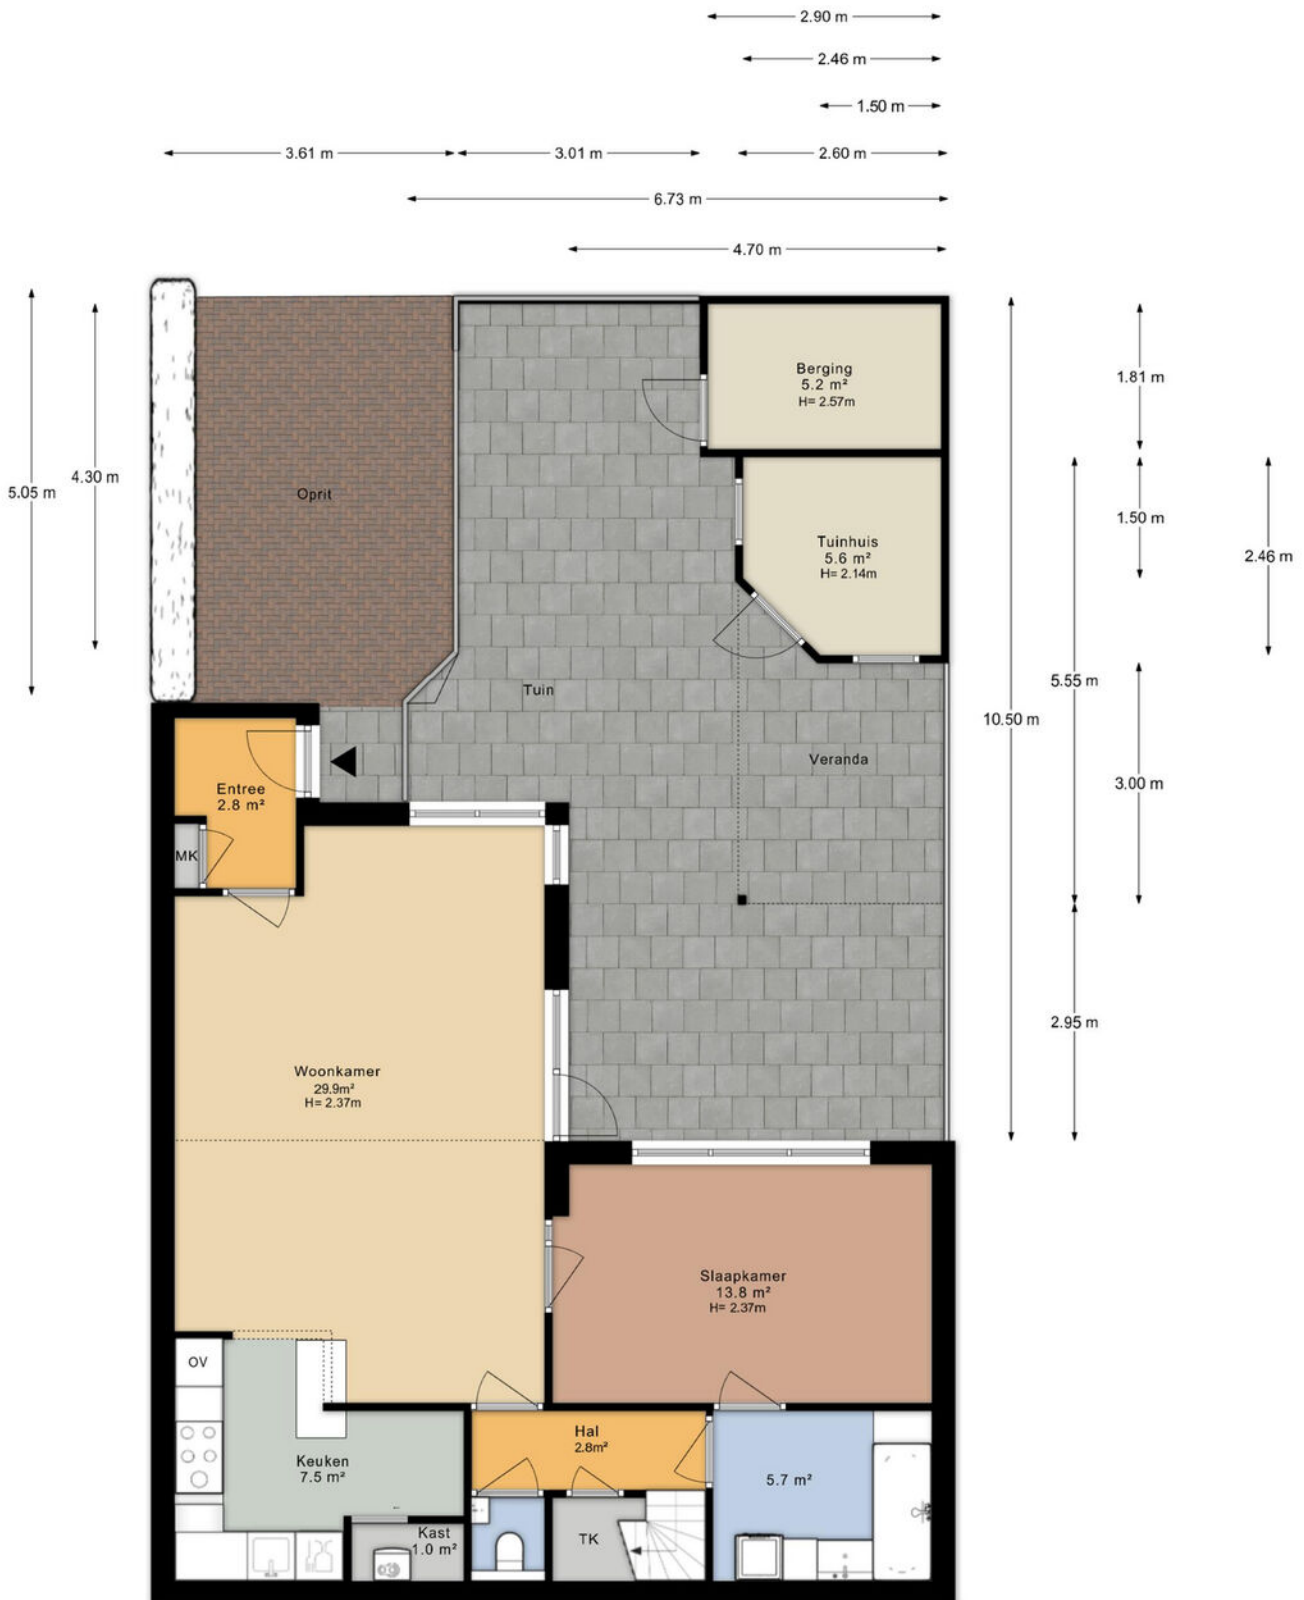 2.90 m
2.46 m
1.50 m
3.61 m
3.01 m
2.60 m
6.73 m
4.70 m
5.05 m
4.30 m
Oprit
Berging
5.2 m²
H= 2.57m
Tuinhuis
5.6 m²
H= 2.14m
1.81 m
1.50 m
2.46 m
5.55 m
10.50 m
3.00 m
2.95 m
Tuin
Veranda
Entree
2.8 m²
MK
Woonkamer
29.9m²
H= 2.37m
Slaapkamer
13.8 m²
H= 2.37m
OV
Keuken
7.5 m²
Kast
1.0 m²
Hal
2.8m²
TK
5.7 m²